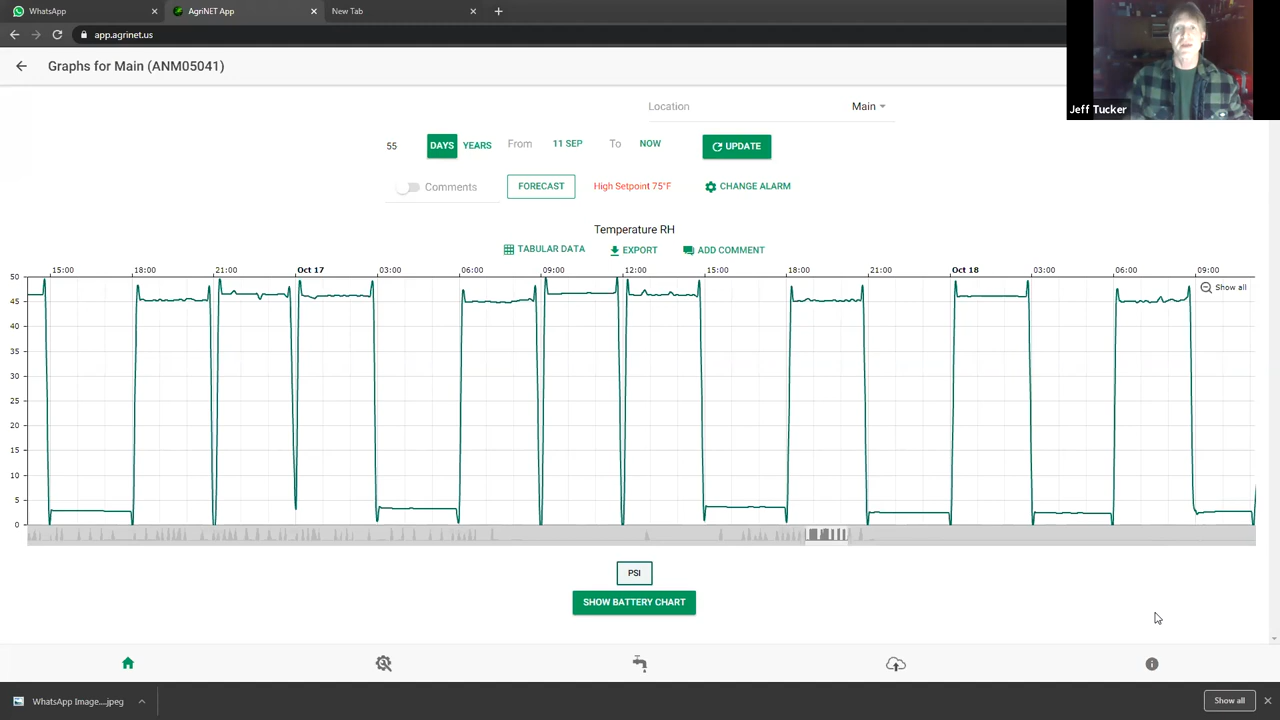 WhatsApp
AgriNET App
New Tab
app.agrinet.us
Graphs for Main (ANM05041)
Jeff Tucker
Location Main
55 DAYS YEARS From 11 SEP To NOW UPDATE
Comments FORECAST High Setpoint 75°F CHANGE ALARM
Temperature RH
TABULAR DATA EXPORT ADD COMMENT
15:00 18:00 21:00 Oct 17 03:00 06:00 09:00 12:00 15:00 18:00 21:00 Oct 18 03:00 06:00 09:00
Show all
50
45
40
35
30
25
20
15
10
5
0
PSI
SHOW BATTERY CHART
WhatsApp Image....jpeg
Show all